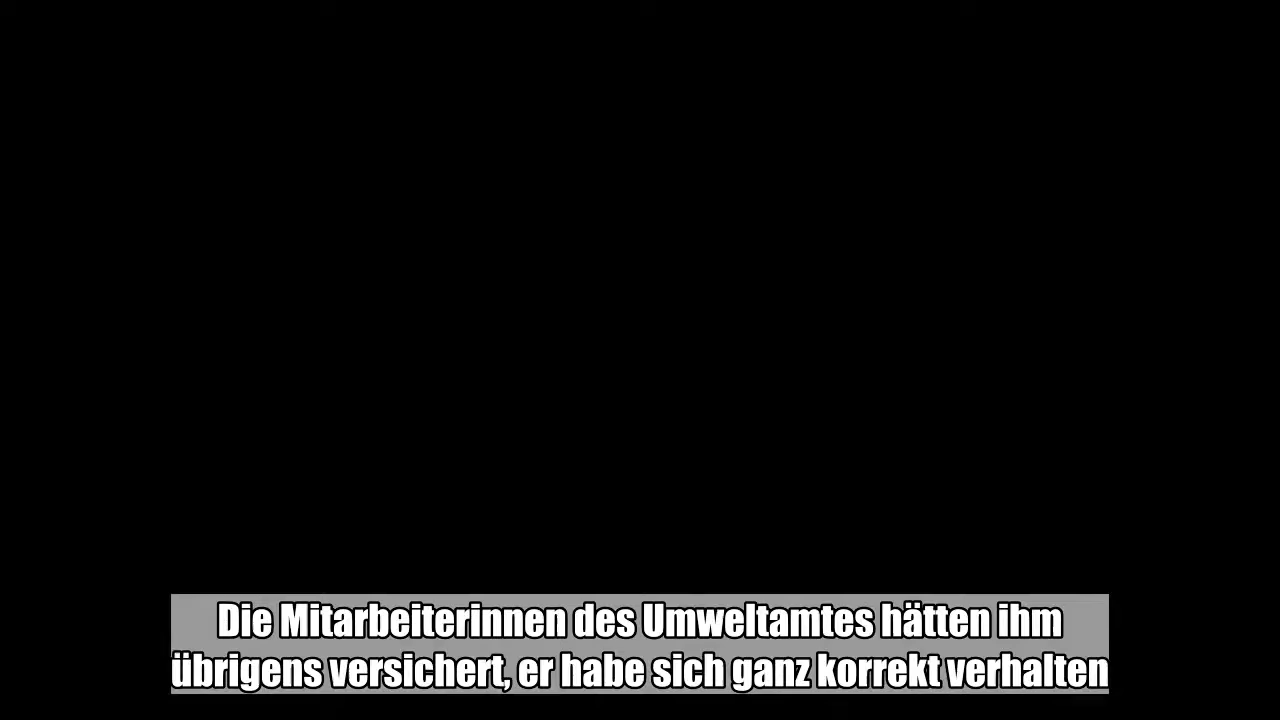 Die Mitarbeiterinnen des Umweltamtes hätten ihm
übrigens versichert, er habe sich ganz korrekt verhalten